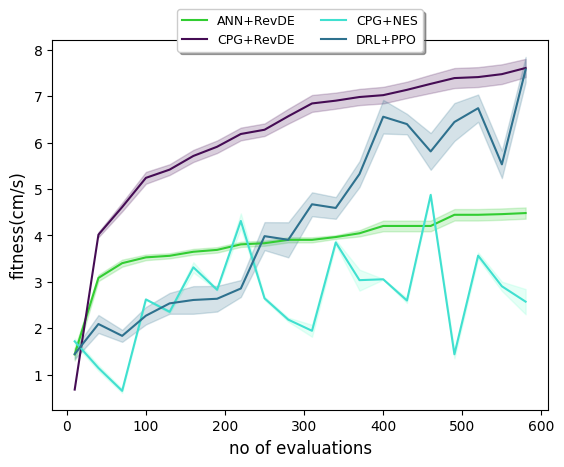 ANN+RevDE CPG+NES
CPG+RevDE DRL+PPO
8
7
6
5
4
3
2
1
fitness(cm/s)
0 100 200 300 400 500 600
no of evaluations